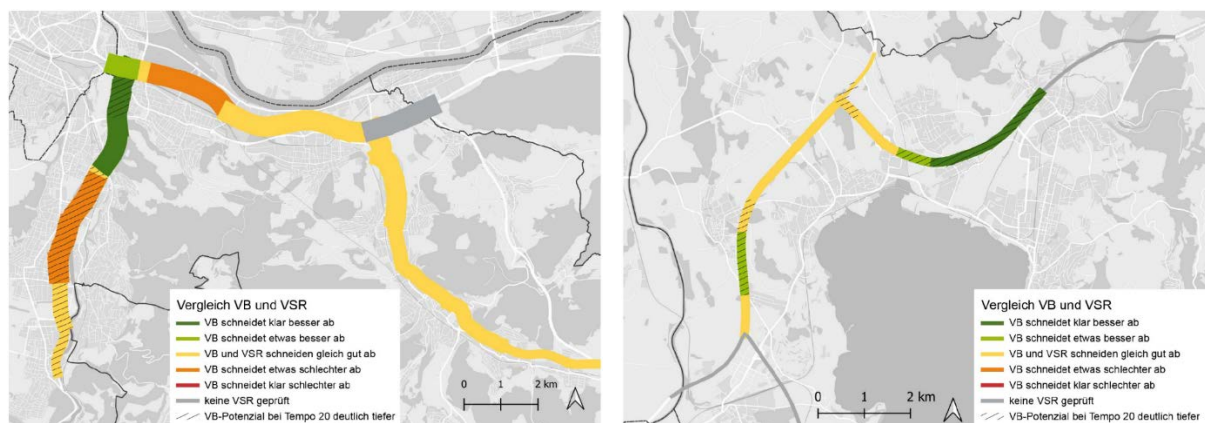 Vergleich VB und VSR
VB schneidet klar besser ab
VB schneidet etwas besser ab
VB und VSR schneiden gleich gut ab
VB schneidet etwas schlechter ab
VB schneidet klar schlechter ab
keine VSR geprüft
VB-Potenzial bei Tempo 20 deutlich tiefer
0 1 2 km
Vergleich VB und VSR
VB schneidet klar besser ab
VB schneidet etwas besser ab
VB und VSR schneiden gleich gut ab
VB schneidet etwas schlechter ab
VB schneidet klar schlechter ab
keine VSR geprüft
VB-Potenzial bei Tempo 20 deutlich tiefer
0 1 2 km